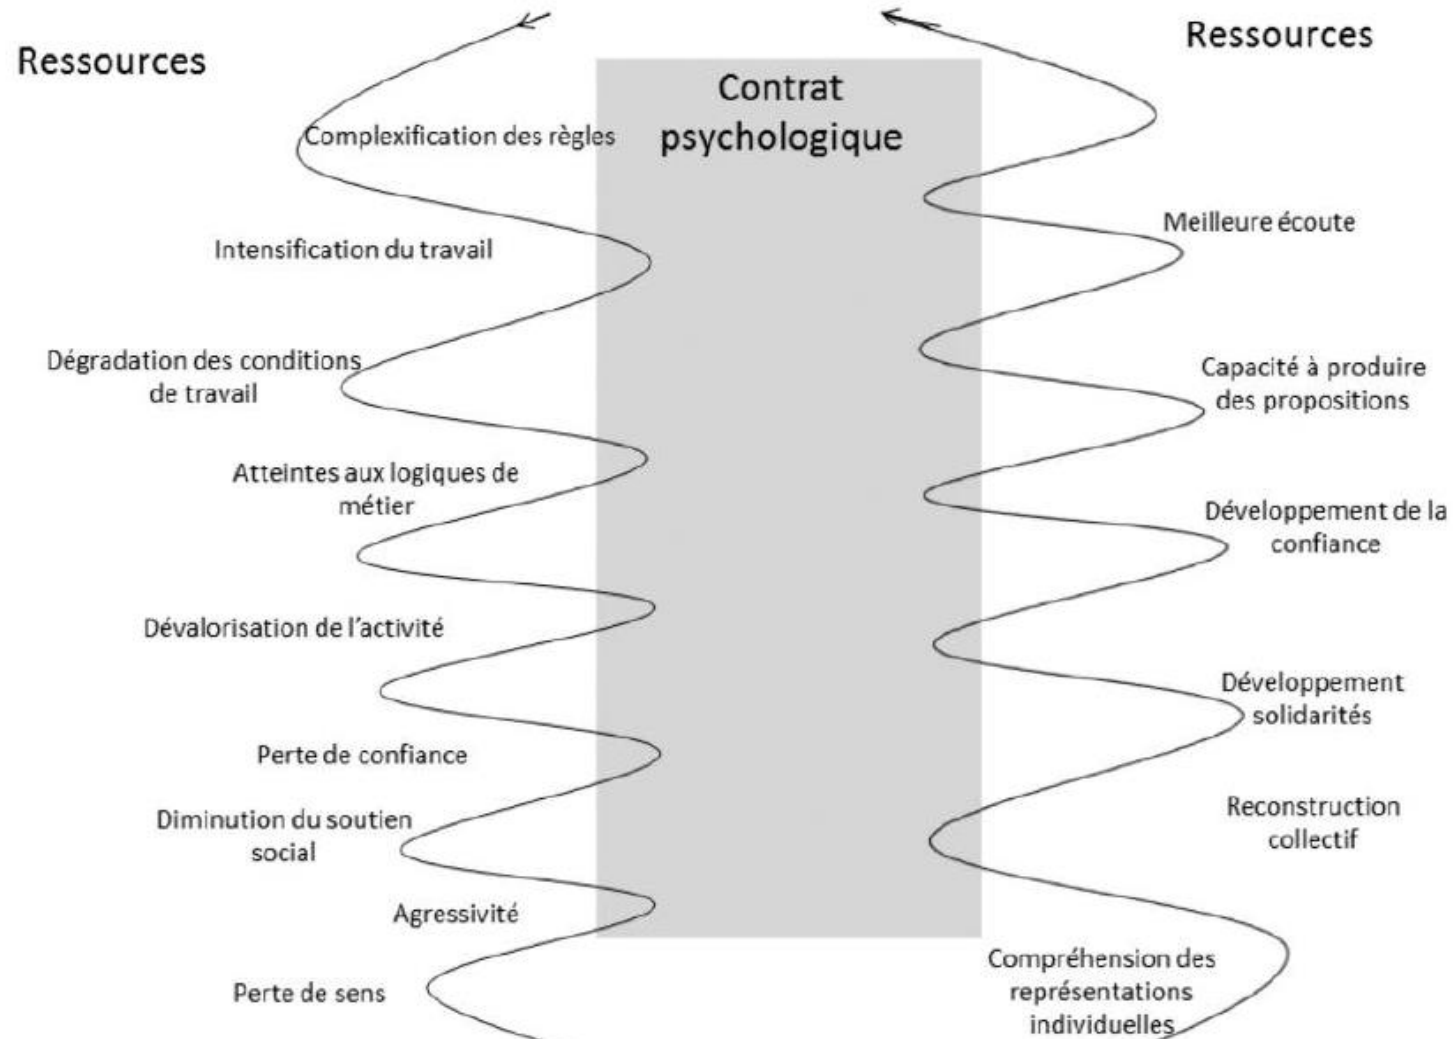 Ressources
Complexification des règles
Intensification du travail
Dégradation des conditions
de travail
Atteintes aux logiques de
métier
Dévalorisation de l'activité
Perte de confiance
Diminution du soutien
social
Agressivité
Perte de sens
Contrat
psychologique
Ressources
Meilleure écoute
Capacité à produire
des propositions
Développement de la
confiance
Développement
solidarités
Reconstruction
collectif
Compréhension des
représentations
individuelles